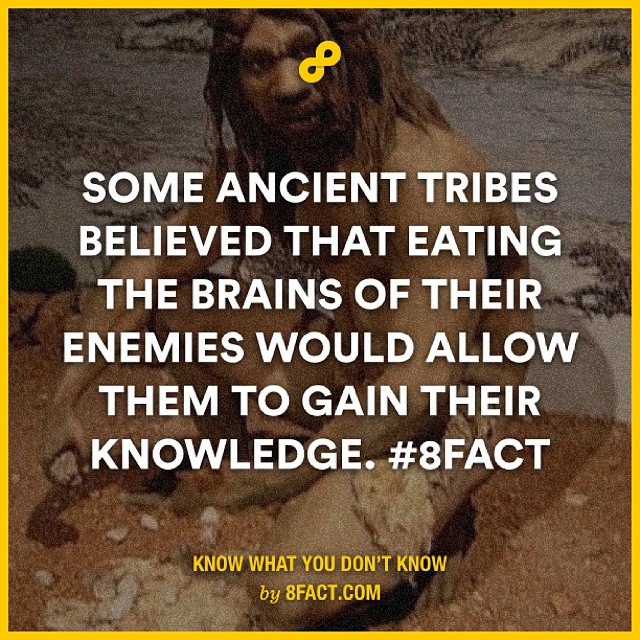 SOME ANCIENT TRIBES
BELIEVED THAT EATING
THE BRAINS OF THEIR
ENEMIES WOULD ALLOW
THEM TO GAIN THEIR
KNOWLEDGE. #8FACT
KNOW WHAT YOU DON'T KNOW
by 8FACT.COM